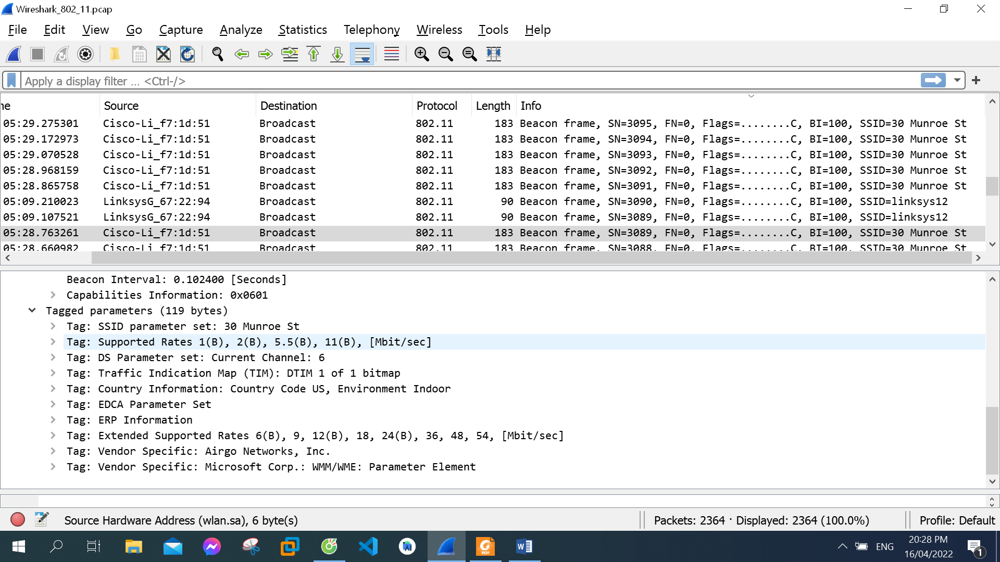 Wireshark_802_11.pcap
File Edit View Go Capture Analyze Statistics Telephony Wireless Tools Help
Apply a display filter ... <Ctrl-/>
ne Source Destination Protocol Length Info
05:29.275301 Cisco-Li_f7:1d:51 Broadcast 802.11 183 Beacon frame, SN=3095, FN=0, Flags=........C, BI=100, SSID=30 Munroe St
05:29.172973 Cisco-Li_f7:1d:51 Broadcast 802.11 183 Beacon frame, SN=3094, FN=0, Flags=........C, BI=100, SSID=30 Munroe St
05:29.070528 Cisco-Li_f7:1d:51 Broadcast 802.11 183 Beacon frame, SN=3093, FN=0, Flags=........C, BI=100, SSID=30 Munroe St
05:28.968159 Cisco-Li_f7:1d:51 Broadcast 802.11 183 Beacon frame, SN=3092, FN=0, Flags=........C, BI=100, SSID=30 Munroe St
05:28.865758 Cisco-Li_f7:1d:51 Broadcast 802.11 183 Beacon frame, SN=3091, FN=0, Flags=........C, BI=100, SSID=30 Munroe St
05:09.210023 LinksysG_67:22:94 Broadcast 802.11 90 Beacon frame, SN=3090, FN=0, Flags=........C, BI=100, SSID=linksys12
05:09.107521 LinksysG_67:22:94 Broadcast 802.11 90 Beacon frame, SN=3089, FN=0, Flags=........C, BI=100, SSID=linksys12
05:28.763261 Cisco-Li_f7:1d:51 Broadcast 802.11 183 Beacon frame, SN=3089, FN=0, Flags=........C, BI=100, SSID=30 Munroe St
05:28.660982 Cisco-Li_f7:1d:51 Broadcast 802.11 183 Beacon frame, SN=3088, FN=0, Flags=........C, BI=100, SSID=30 Munroe St
Beacon Interval: 0.102400 [Seconds]
Capabilities Information: 0x0601
Tagged parameters (119 bytes)
Tag: SSID parameter set: 30 Munroe St
Tag: Supported Rates 1(B), 2(B), 5.5(B), 11(B), [Mbit/sec]
Tag: DS Parameter set: Current Channel: 6
Tag: Traffic Indication Map (TIM): DTIM 1 of 1 bitmap
Tag: Country Information: Country Code US, Environment Indoor
Tag: EDCA Parameter Set
Tag: ERP Information
Tag: Extended Supported Rates 6(B), 9, 12(B), 18, 24(B), 36, 48, 54, [Mbit/sec]
Tag: Vendor Specific: Airgo Networks, Inc.
Tag: Vendor Specific: Microsoft Corp.: WMM/WME: Parameter Element
Source Hardware Address (wlan.sa), 6 byte(s) Packets: 2364 · Displayed: 2364 (100.0%) Profile: Default
PDF W ENG 20:28 PM
16/04/2022 1